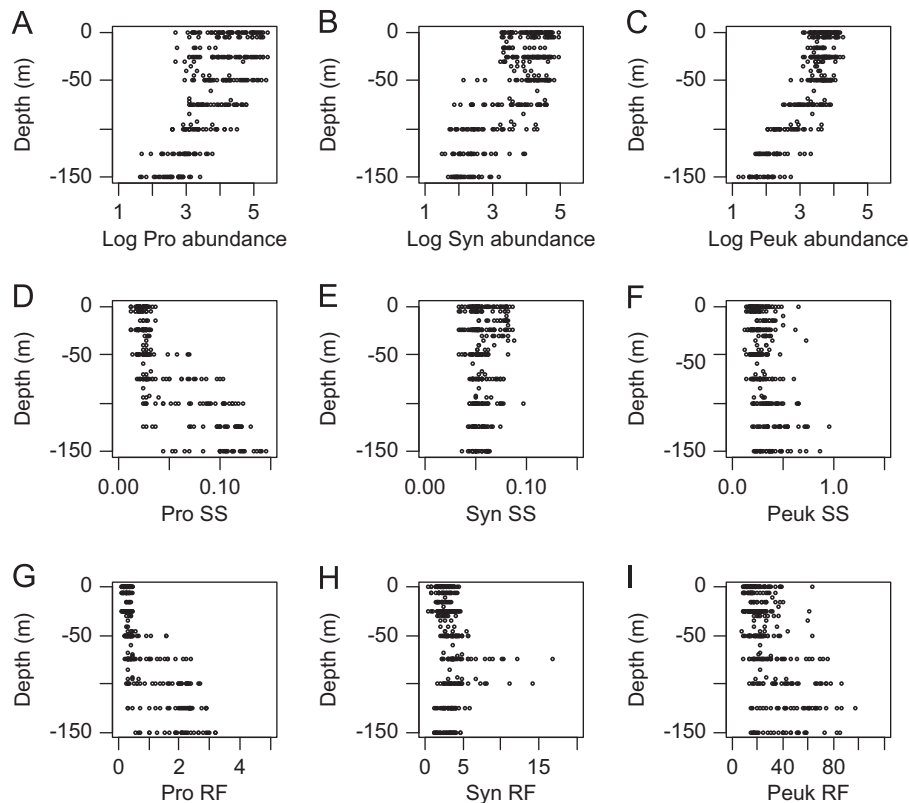 A
B
C
0
-50
-150
Depth (m)
1 3 5
Log Pro abundance
0
-50
-150
Depth (m)
1 3 5
Log Syn abundance
0
-50
-150
Depth (m)
1 3 5
Log Peuk abundance
D
E
F
0
-50
-150
Depth (m)
0.00 0.10
Pro SS
0
-50
-150
Depth (m)
0.00 0.10
Syn SS
0
-50
-150
Depth (m)
0.0 1.0
Peuk SS
G
H
I
0
-50
-150
Depth (m)
0 2 4
Pro RF
0
-50
-150
Depth (m)
0 5 15
Syn RF
0
-50
-150
Depth (m)
0 40 80
Peuk RF